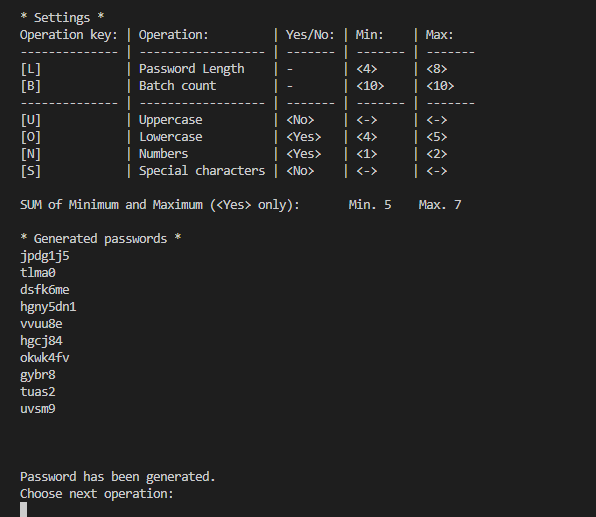 * Settings *
Operation key: | Operation: | Yes/No: | Min: | Max:
-------------- | ------------------ | ------- | ------- | -------
[L] | Password Length | - | <4> | <8>
[B] | Batch count | - | <10> | <10>
-------------- | ------------------ | ------- | ------- | -------
[U] | Uppercase | <No> | <-> | <->
[O] | Lowercase | <Yes> | <4> | <5>
[N] | Numbers | <Yes> | <1> | <2>
[S] | Special characters | <No> | <-> | <->
SUM of Minimum and Maximum (<Yes> only): Min. 5 Max. 7
* Generated passwords *
jpdg1j5
tlma0
dsfk6me
hgny5dn1
vvuu8e
hgcj84
okwk4fv
gybr8
tuas2
uvsm9
Password has been generated.
Choose next operation: